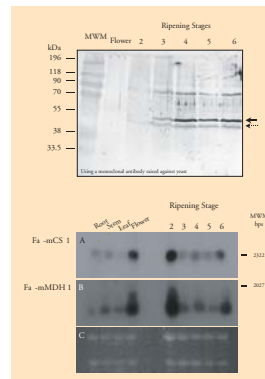 Ripening Stages
MWM Flower 2 3 4 5 6
kDa
196
118
90
70
55
38
33.5
Using a monoclonal antibody raised against yeast
Ripening Stage
MWM
bps
Root Stem Leaf Flower 2 3 4 5 6
Fa -mCS 1 A
2322
Fa -mMDH 1 B
2027
C